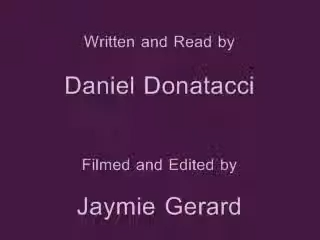 Written and Read by
Daniel Donatacci
Filmed and Edited by
Jaymie Gerard